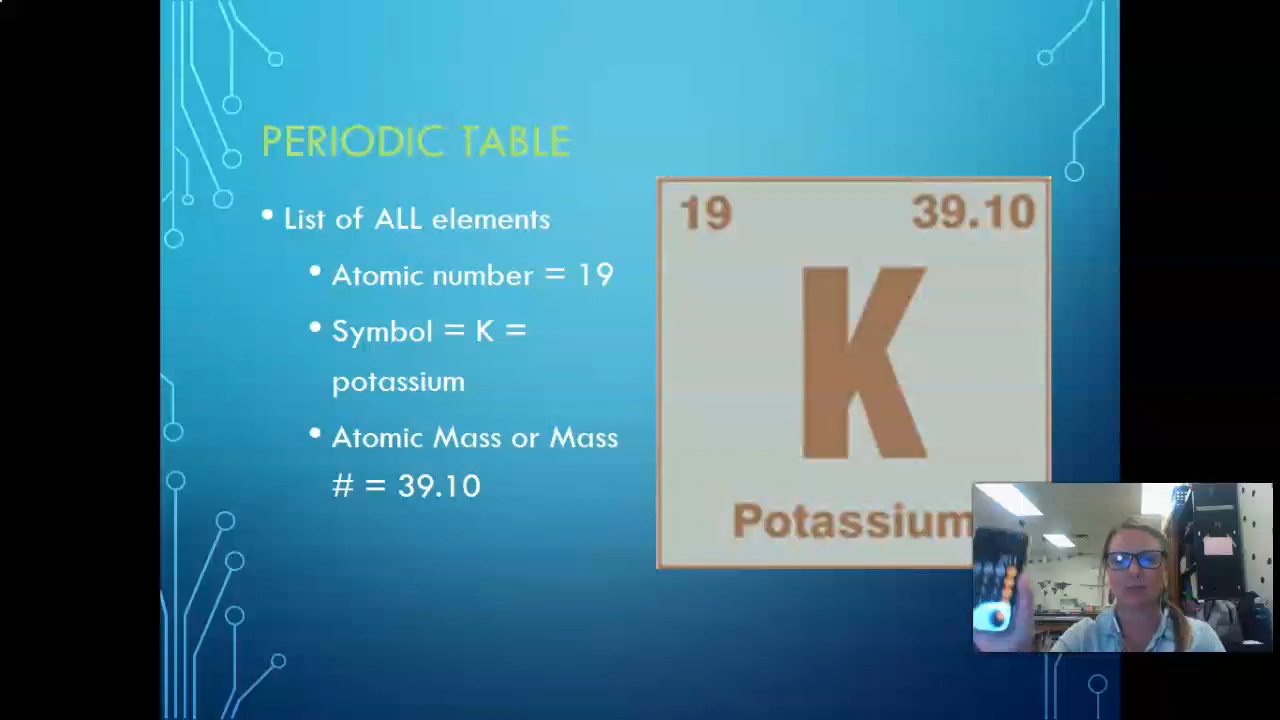 PERIODIC TABLE
• List of ALL elements
• Atomic number = 19
• Symbol = K =
potassium
• Atomic Mass or Mass
# = 39.10
19 39.10
K
Potassium